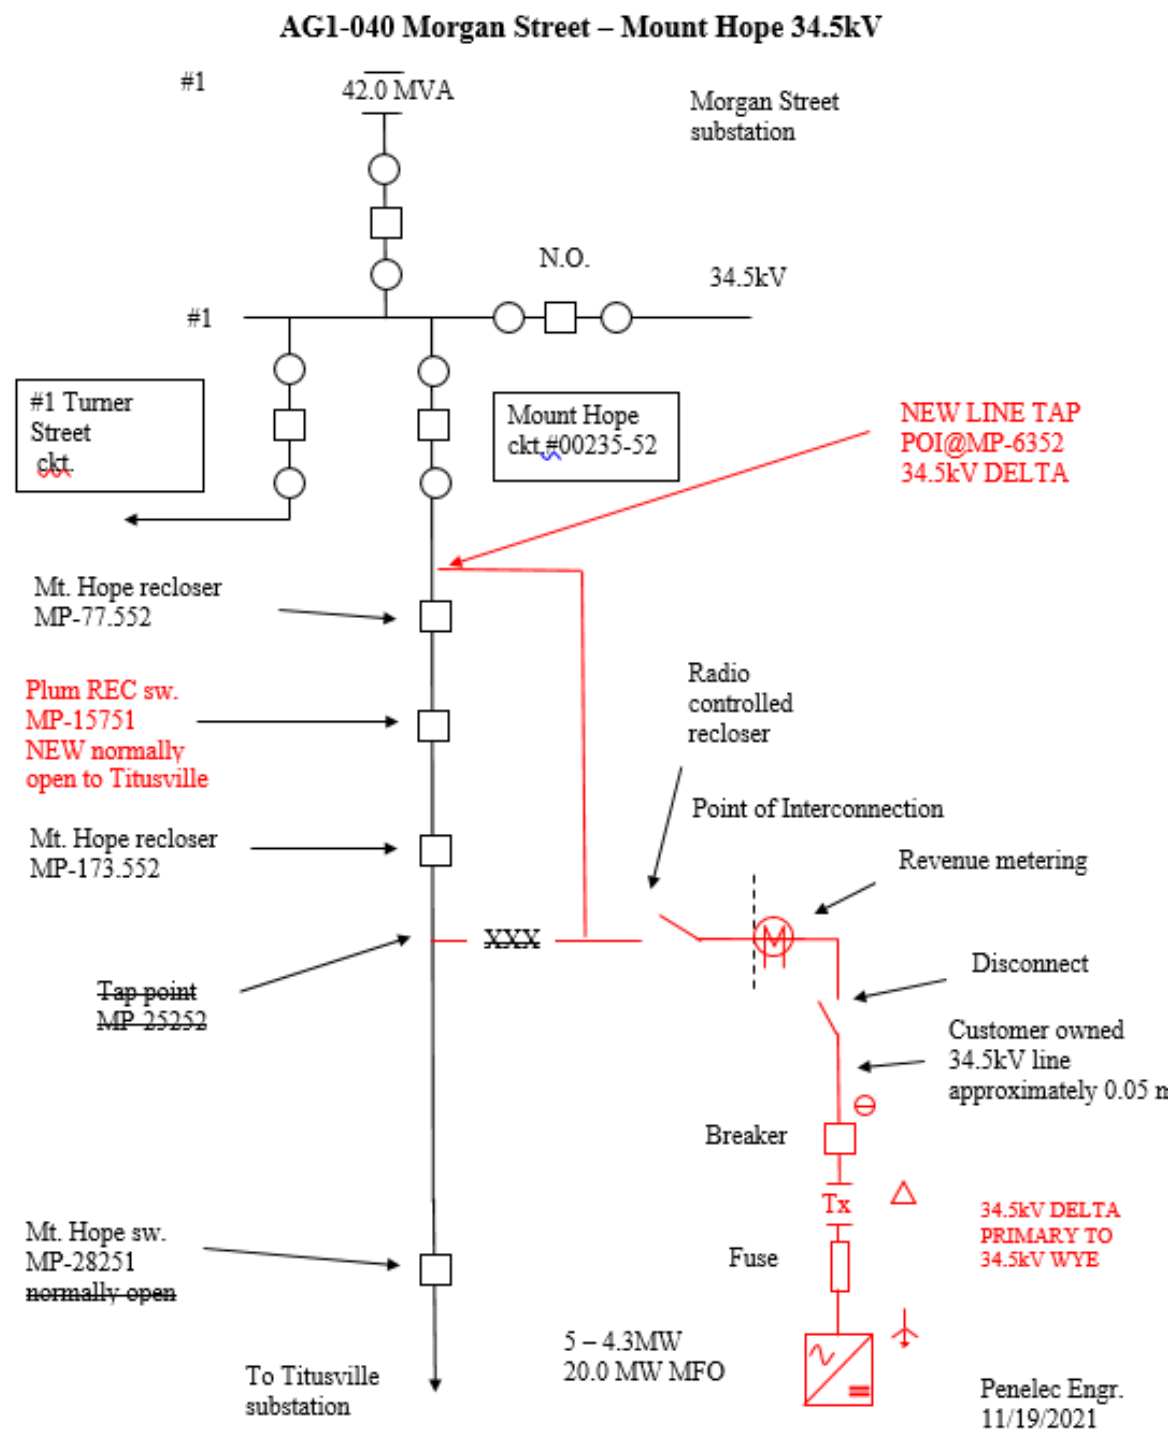 AG1-040 Morgan Street – Mount Hope 34.5kV
#1
42.0 MVA
Morgan Street
substation
N.O.
34.5kV
#1
#1 Turner
Street
ckt.
Mount Hope
ckt,#00235-52
NEW LINE TAP
POI@MP-6352
34.5kV DELTA
Mt. Hope recloser
MP-77.552
Radio
controlled
recloser
Plum REC sw.
MP-15751
NEW normally
open to Titusville
Point of Interconnection
Mt. Hope recloser
MP-173.552
Revenue metering
XXX
M
Disconnect
Tap point
MP-25252
Customer owned
34.5kV line
approximately 0.05 m
Breaker
Tx
34.5kV DELTA
PRIMARY TO
34.5kV WYE
Mt. Hope sw.
MP-28251
normally open
Fuse
5 – 4.3MW
20.0 MW MFO
To Titusville
substation
Penelec Engr.
11/19/2021